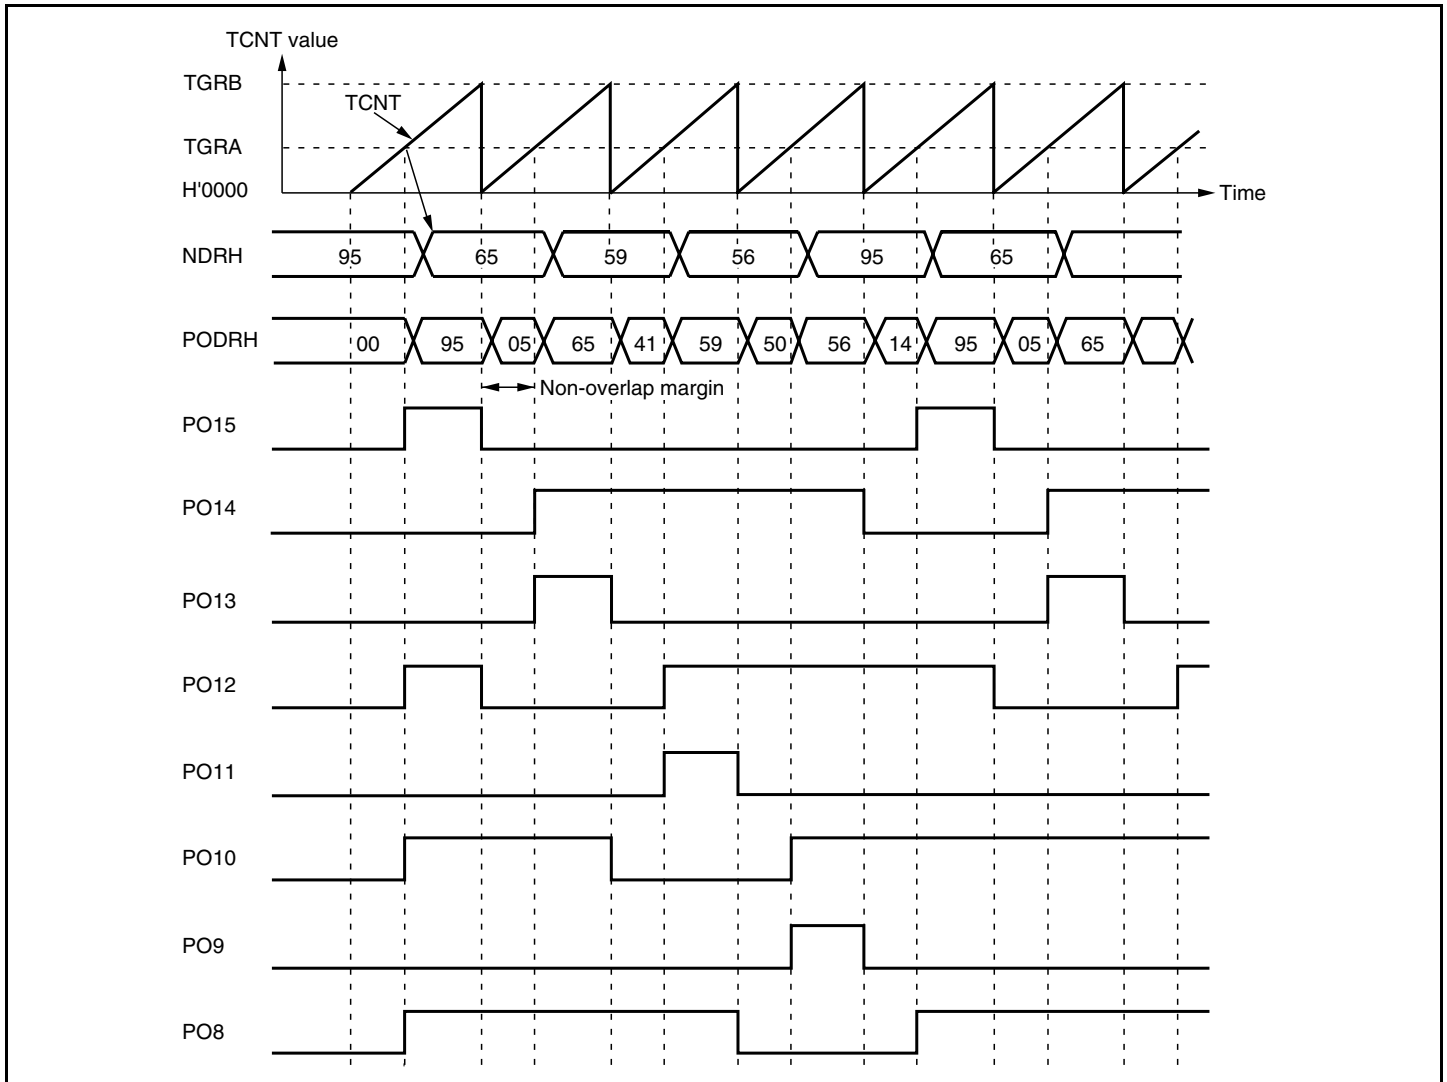 TCNT value
TGRB
TCNT
TGRA
H'0000
Time
NDRH 95 65 59 56 95 65
PODRH 00 95 05 65 41 59 50 56 14 95 05 65
Non-overlap margin
PO15
PO14
PO13
PO12
PO11
PO10
PO9
PO8